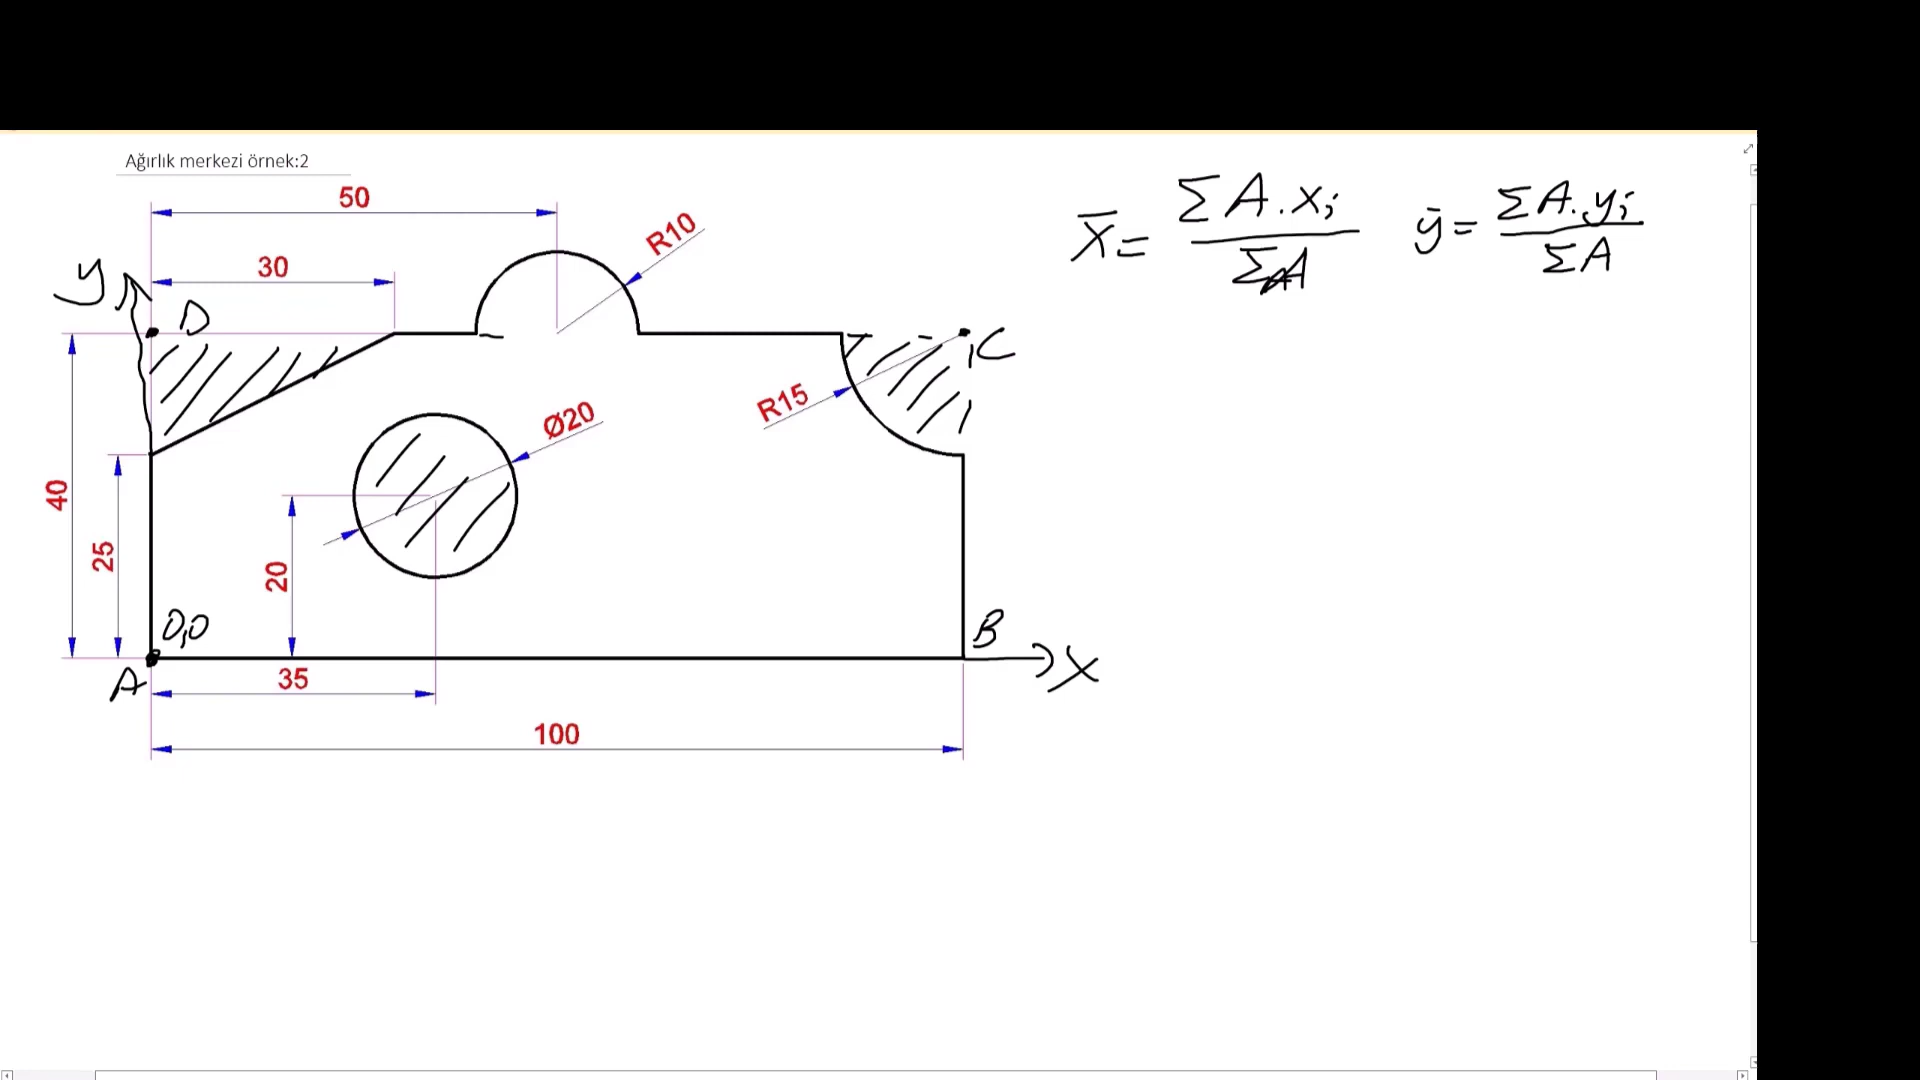 Ağırlık merkezi örnek:2
50
R10
30
y
D
x̄ = ΣA.xᵢ / ΣA
ȳ = ΣA.yᵢ / ΣA
C
R15
Ø20
40
25
20
0,0
B
A
35
X
100